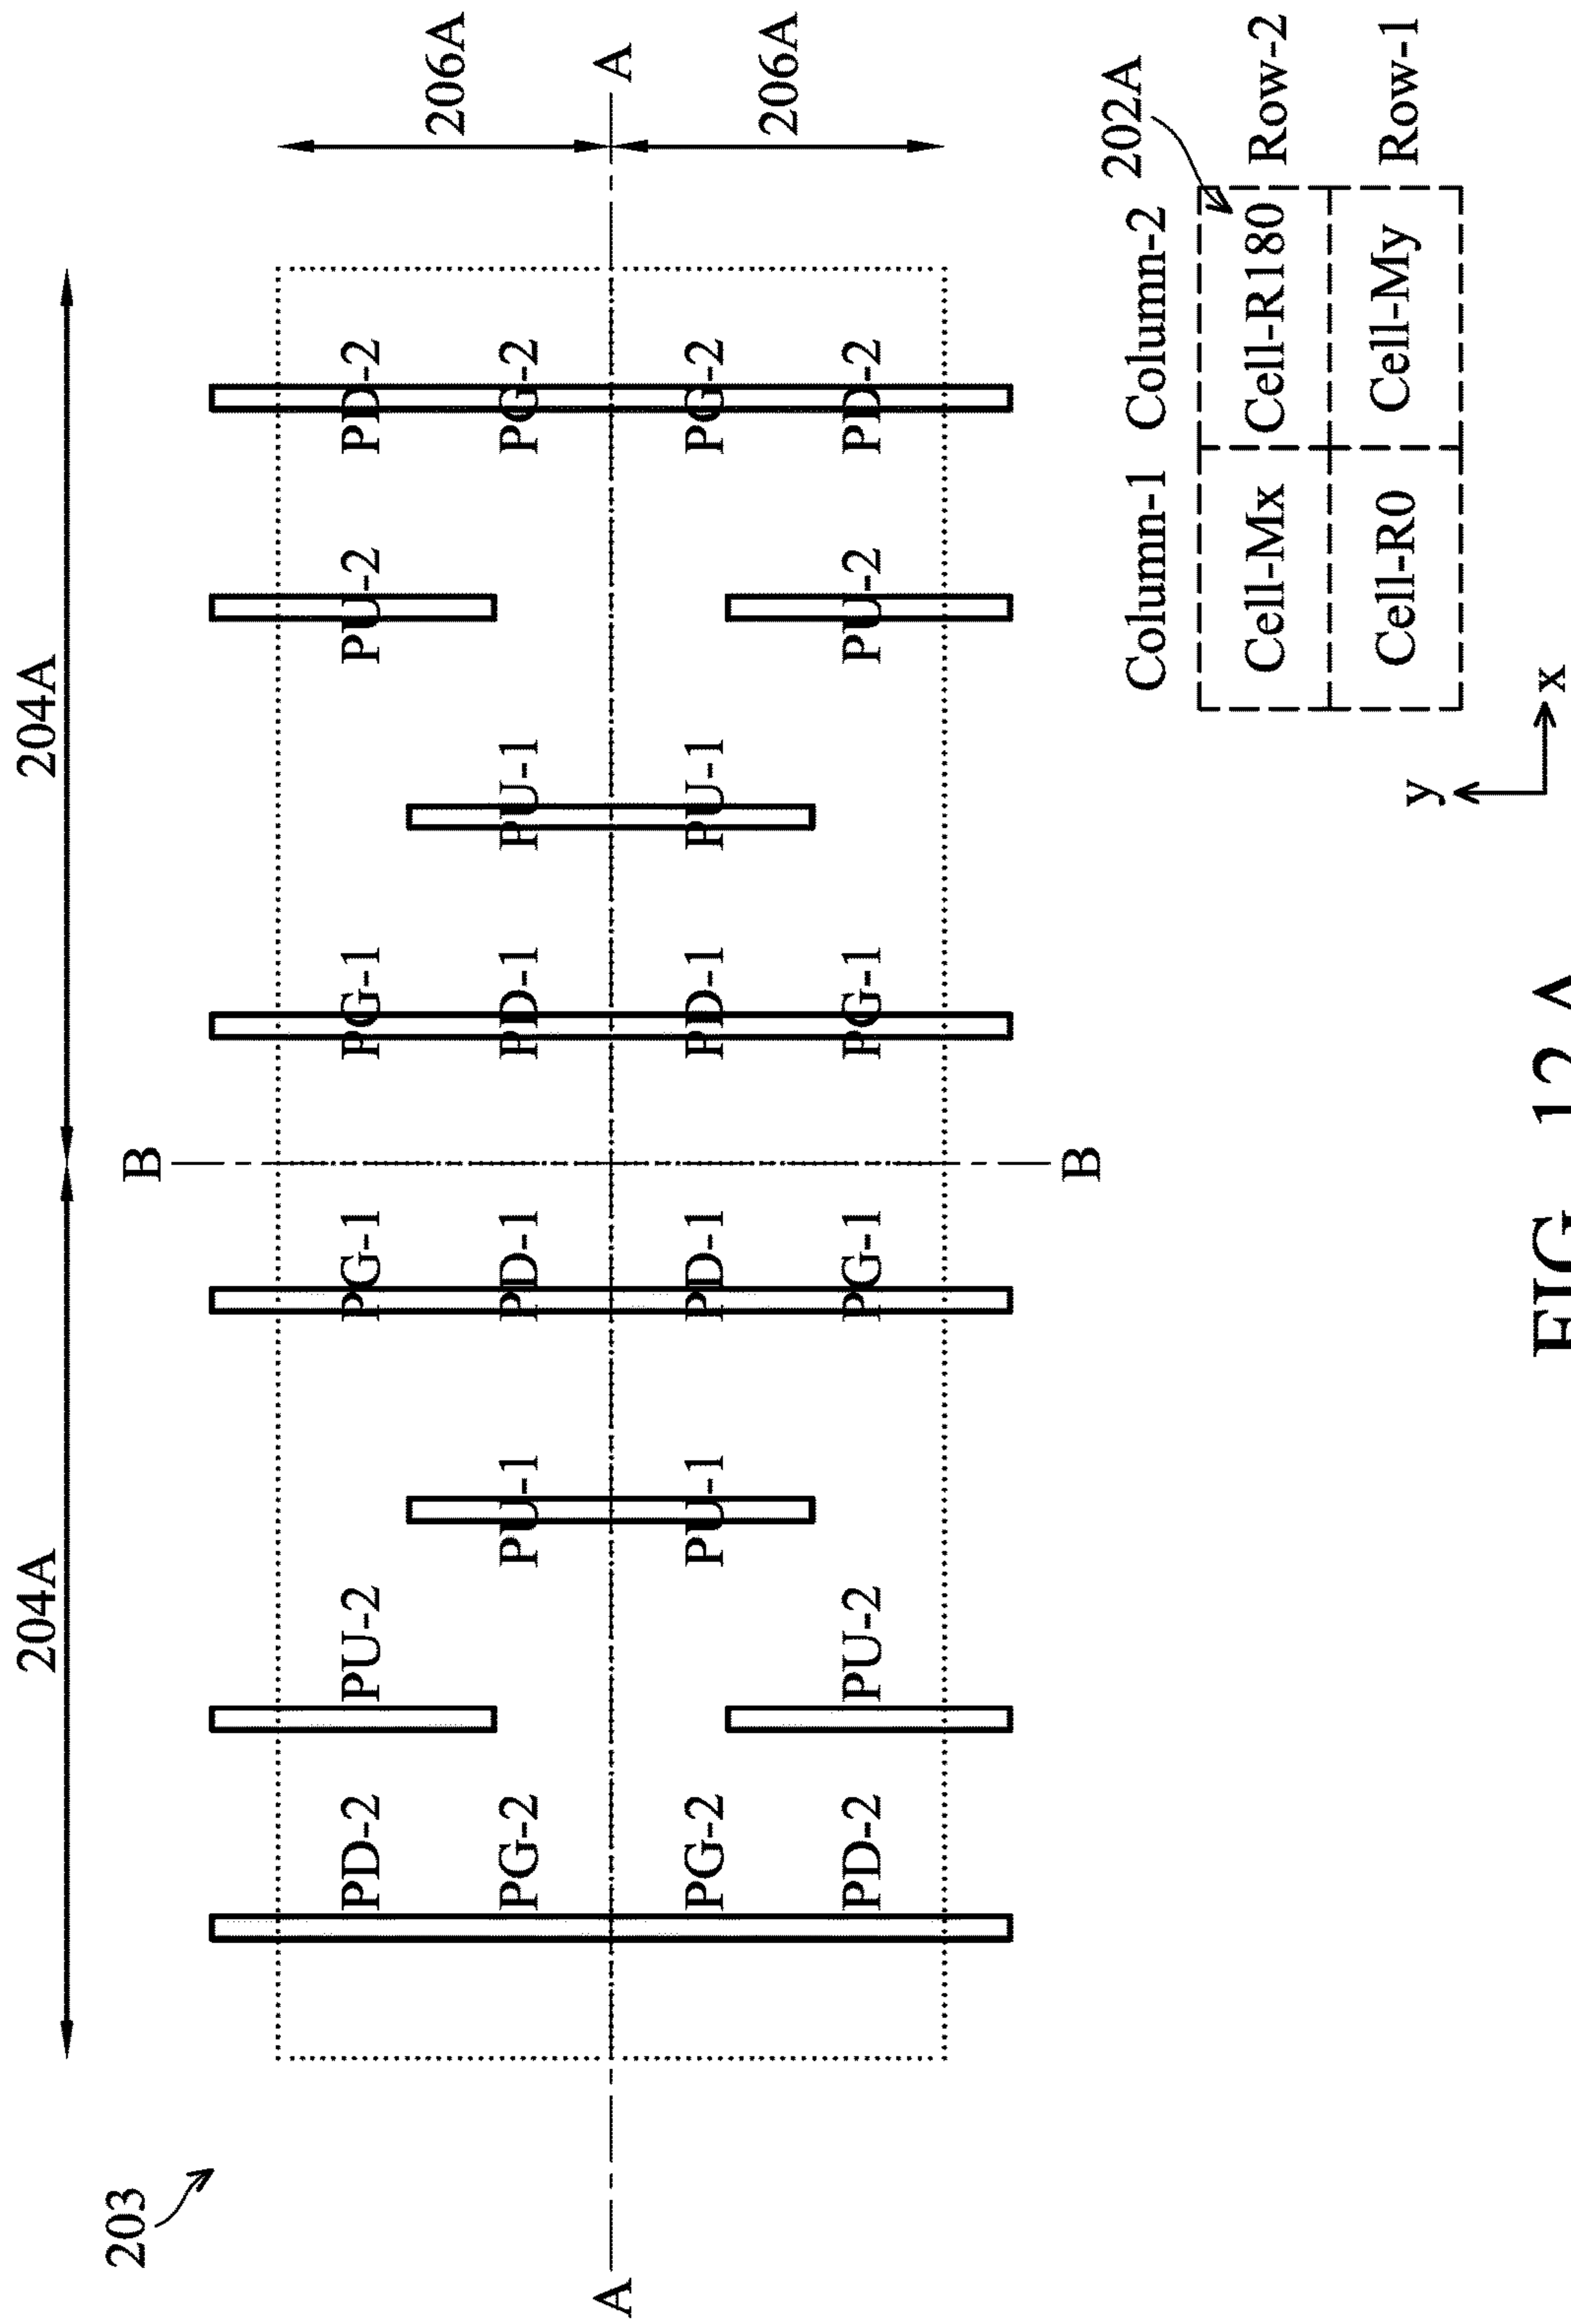 204A 204A
203 B
PD-2 PU-2 PG-1 PG-1 PU-2 PD-2
206A
PG-2 PU-1 PD-1 PD-1 PU-1 PG-2
A A
PG-2 PU-1 PD-1 PD-1 PU-1 PG-2
206A
PD-2 PU-2 PG-1 PG-1 PU-2 PD-2
B
202A
Column-1 Column-2
Cell-Mx Cell-R180 Row-2
Cell-R0 Cell-My Row-1
y
x
FIG 12 A